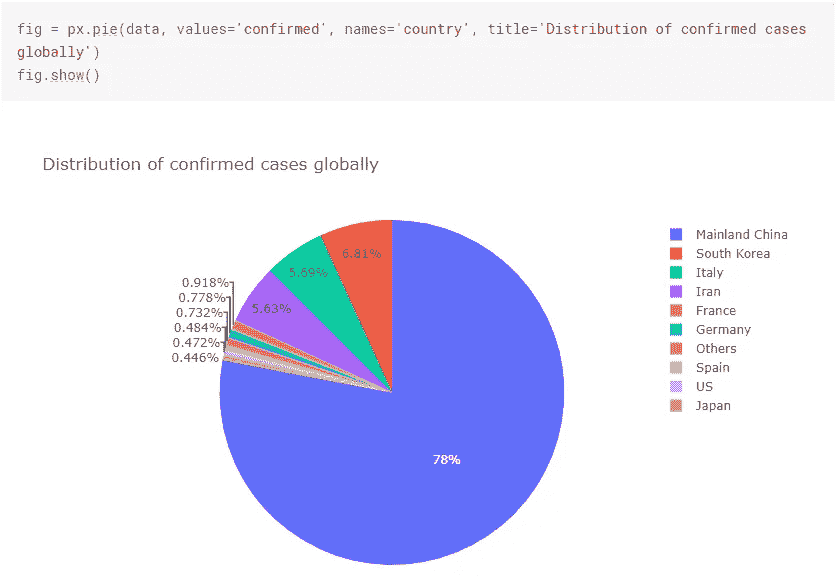 fig = px.pie(data, values='confirmed', names='country', title='Distribution of confirmed cases
globally')
fig.show()
Distribution of confirmed cases globally
6.81%
5.69%
5.63%
0.918%
0.778%
0.732%
0.484%
0.472%
0.446%
78%
Mainland China
South Korea
Italy
Iran
France
Germany
Others
Spain
US
Japan